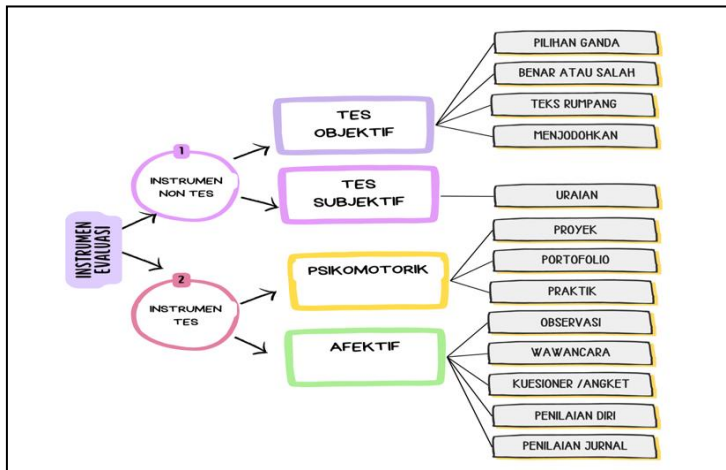 INSTRUMEN
EVALUASI
1
INSTRUMEN
NON TES
TES
OBJEKTIF
PILIHAN GANDA
BENAR ATAU SALAH
TEKS RUMPANG
MENJODOHKAN
TES
SUBJEKTIF
URAIAN
2
INSTRUMEN
TES
PSIKOMOTORIK
PROYEK
PORTOFOLIO
PRAKTIK
AFEKTIF
OBSERVASI
WAWANCARA
KUESIONER /ANGKET
PENILAIAN DIRI
PENILAIAN JURNAL